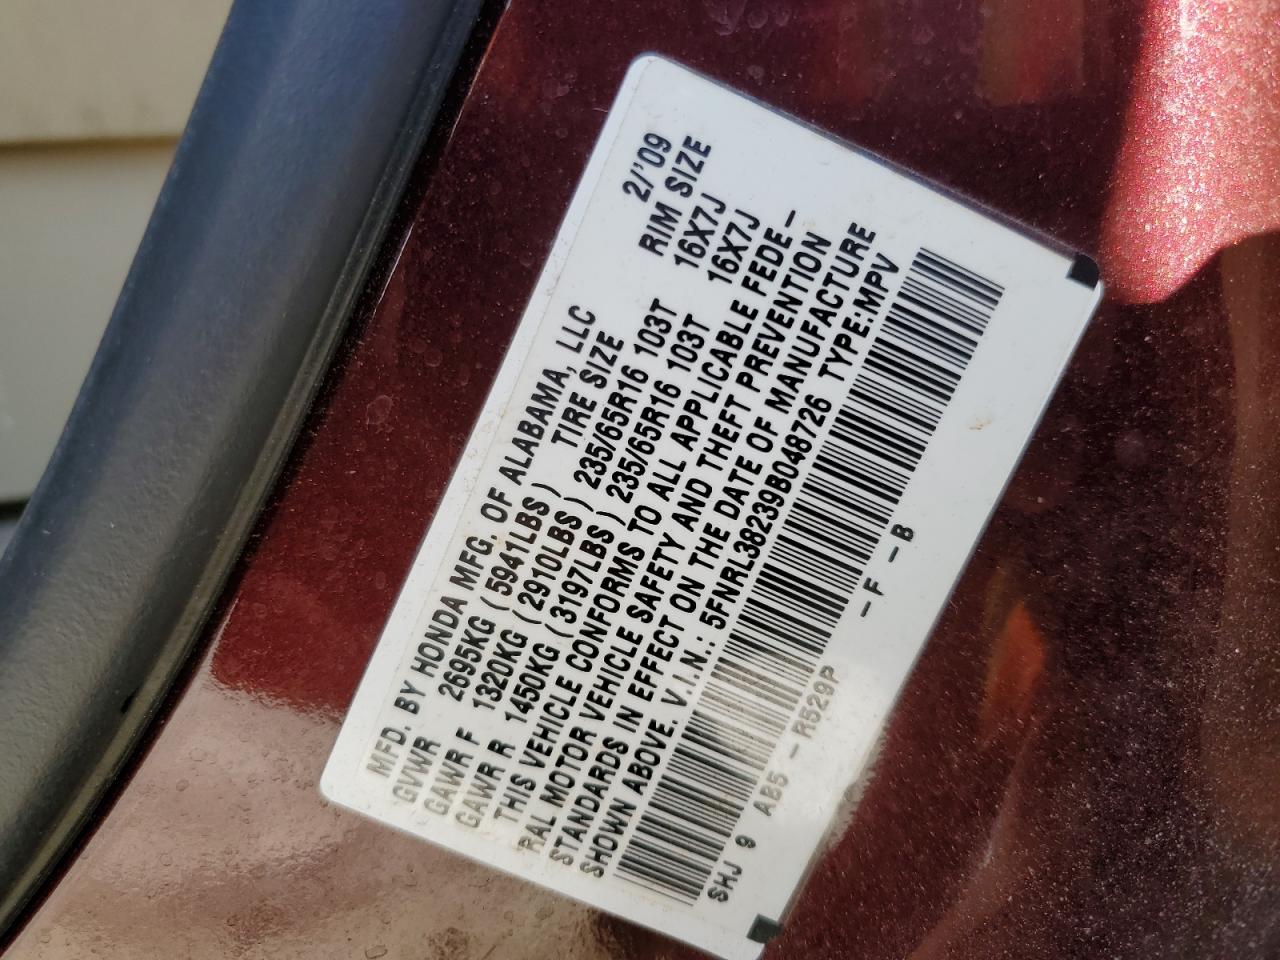 MFD. BY HONDA MFG. OF ALABAMA, LLC 2/'09
GVWR 2695KG (5941LBS) TIRE SIZE RIM SIZE
GAWR F 1320KG (2910LBS) 235/65R16 103T 16X7J
GAWR R 1450KG (3197LBS) 235/65R16 103T 16X7J
THIS VEHICLE CONFORMS TO ALL APPLICABLE FEDE-
RAL MOTOR VEHICLE SAFETY AND THEFT PREVENTION
STANDARDS IN EFFECT ON THE DATE OF MANUFACTURE
SHOWN ABOVE. V.I.N.: 5FNRL38239B048726 TYPE:MPV
SHJ 9 AB5 - R529P - F - B